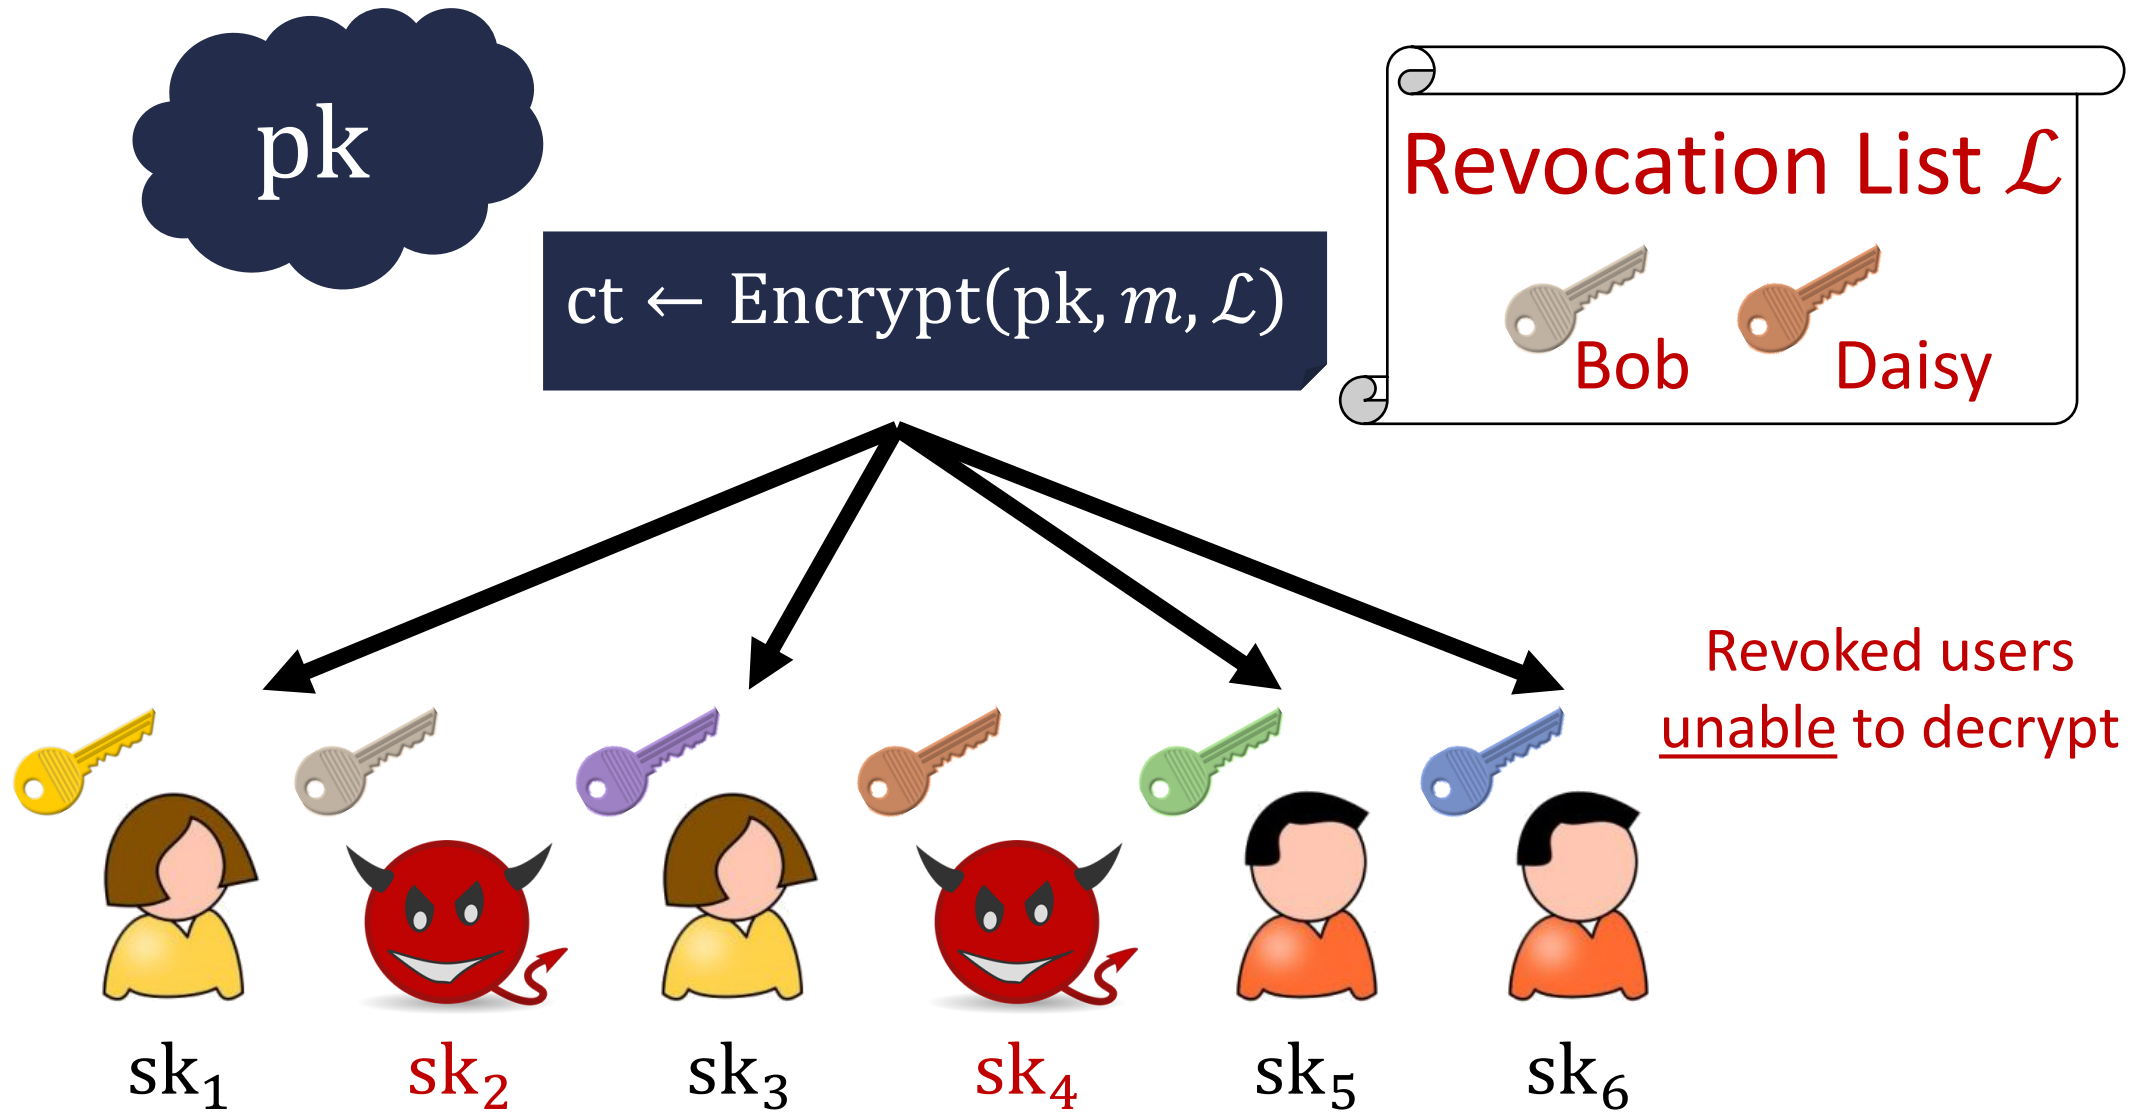 pk
Revocation List ℒ
Bob Daisy
ct ← Encrypt(pk, m, ℒ)
Revoked users
unable to decrypt
sk₁ sk₂ sk₃ sk₄ sk₅ sk₆